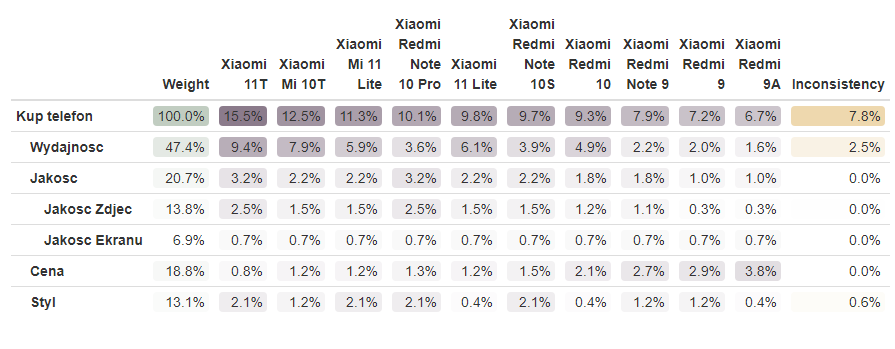 Weight Xiaomi 11T Xiaomi Mi 10T Xiaomi Mi 11 Lite Xiaomi Redmi Note 10 Pro Xiaomi 11 Lite Xiaomi Redmi Note 10S Xiaomi Redmi 10 Xiaomi Redmi Note 9 Xiaomi Redmi 9 Xiaomi Redmi 9A Inconsistency
Kup telefon 100.0% 15.5% 12.5% 11.3% 10.1% 9.8% 9.7% 9.3% 7.9% 7.2% 6.7% 7.8%
Wydajnosc 47.4% 9.4% 7.9% 5.9% 3.6% 6.1% 3.9% 4.9% 2.2% 2.0% 1.6% 2.5%
Jakosc 20.7% 3.2% 2.2% 2.2% 3.2% 2.2% 2.2% 1.8% 1.8% 1.0% 1.0% 0.0%
Jakosc Zdjec 13.8% 2.5% 1.5% 1.5% 2.5% 1.5% 1.5% 1.2% 1.1% 0.3% 0.3% 0.0%
Jakosc Ekranu 6.9% 0.7% 0.7% 0.7% 0.7% 0.7% 0.7% 0.7% 0.7% 0.7% 0.7% 0.0%
Cena 18.8% 0.8% 1.2% 1.2% 1.3% 1.2% 1.5% 2.1% 2.7% 2.9% 3.8% 0.0%
Styl 13.1% 2.1% 1.2% 2.1% 2.1% 0.4% 2.1% 0.4% 1.2% 1.2% 0.4% 0.6%